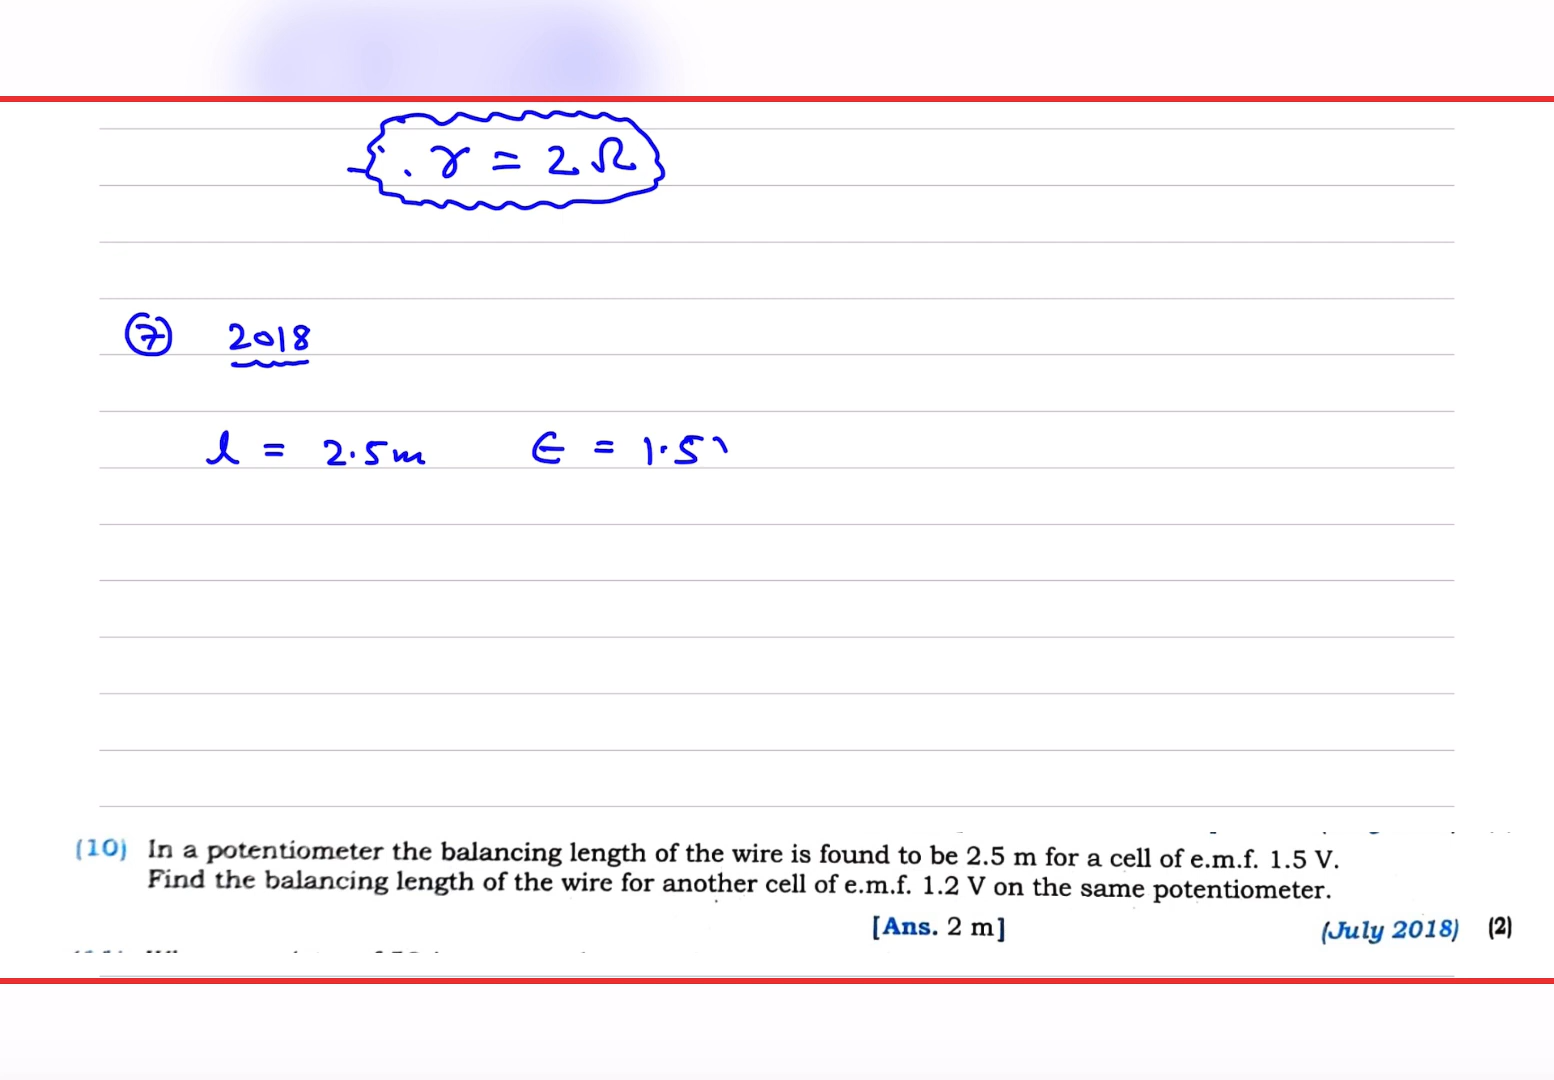 ∴ r = 2 Ω
7 2018
l = 2.5m E = 1.5
(10) In a potentiometer the balancing length of the wire is found to be 2.5 m for a cell of e.m.f. 1.5 V.
Find the balancing length of the wire for another cell of e.m.f. 1.2 V on the same potentiometer.
[Ans. 2 m] (July 2018) (2)